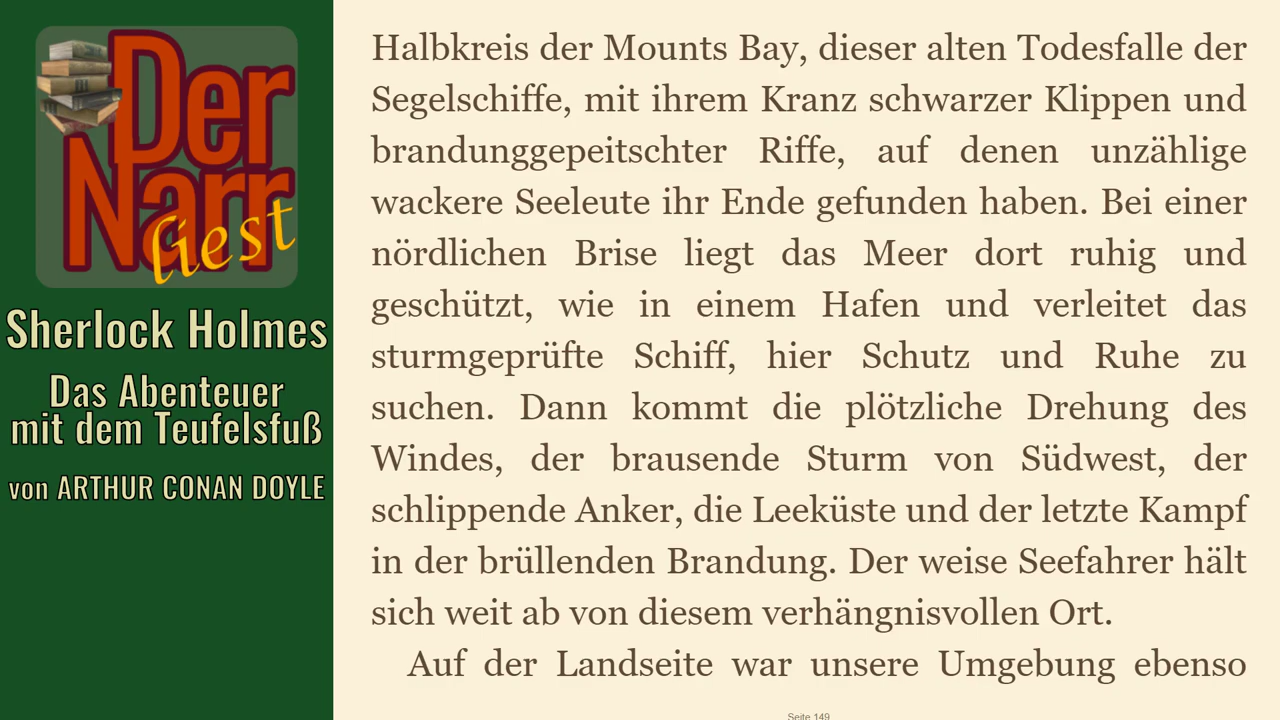 Der
Narr
liest
Sherlock Holmes
Das Abenteuer
mit dem Teufelsfuß
von ARTHUR CONAN DOYLE
Halbkreis der Mounts Bay, dieser alten Todesfalle der
Segelschiffe, mit ihrem Kranz schwarzer Klippen und
brandunggepeitschter Riffe, auf denen unzählige
wackere Seeleute ihr Ende gefunden haben. Bei einer
nördlichen Brise liegt das Meer dort ruhig und
geschützt, wie in einem Hafen und verleitet das
sturmgeprüfte Schiff, hier Schutz und Ruhe zu
suchen. Dann kommt die plötzliche Drehung des
Windes, der brausende Sturm von Südwest, der
schlippende Anker, die Leeküste und der letzte Kampf
in der brüllenden Brandung. Der weise Seefahrer hält
sich weit ab von diesem verhängnisvollen Ort.
Auf der Landseite war unsere Umgebung ebenso
Seite 149